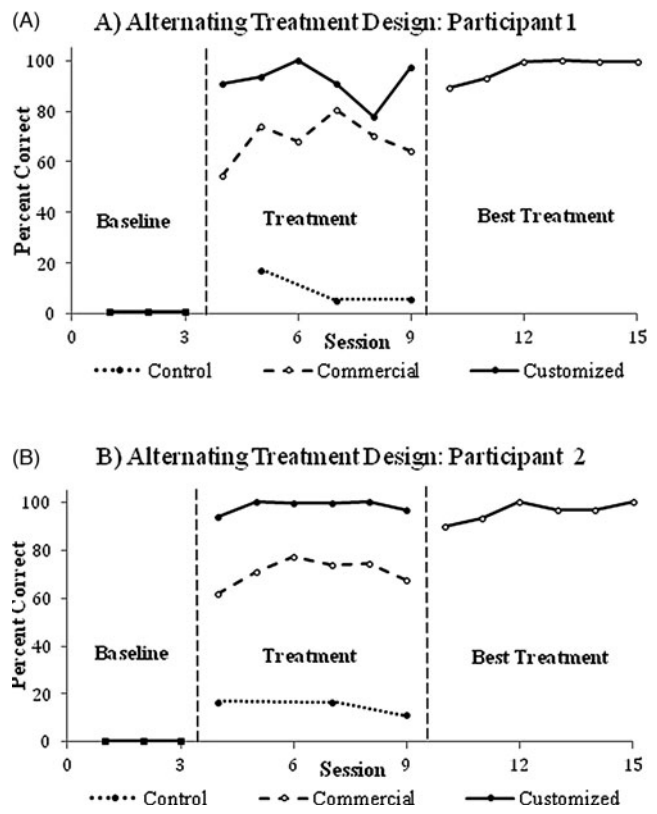 (A)
A) Alternating Treatment Design: Participant 1
Percent Correct
100
80
60
40
20
0
Baseline
Treatment
Best Treatment
0 3 6 9 12 15
Session
Control Commercial Customized
(B)
B) Alternating Treatment Design: Participant 2
Percent Correct
100
80
60
40
20
0
Baseline
Treatment
Best Treatment
0 3 6 9 12 15
Session
Control Commercial Customized